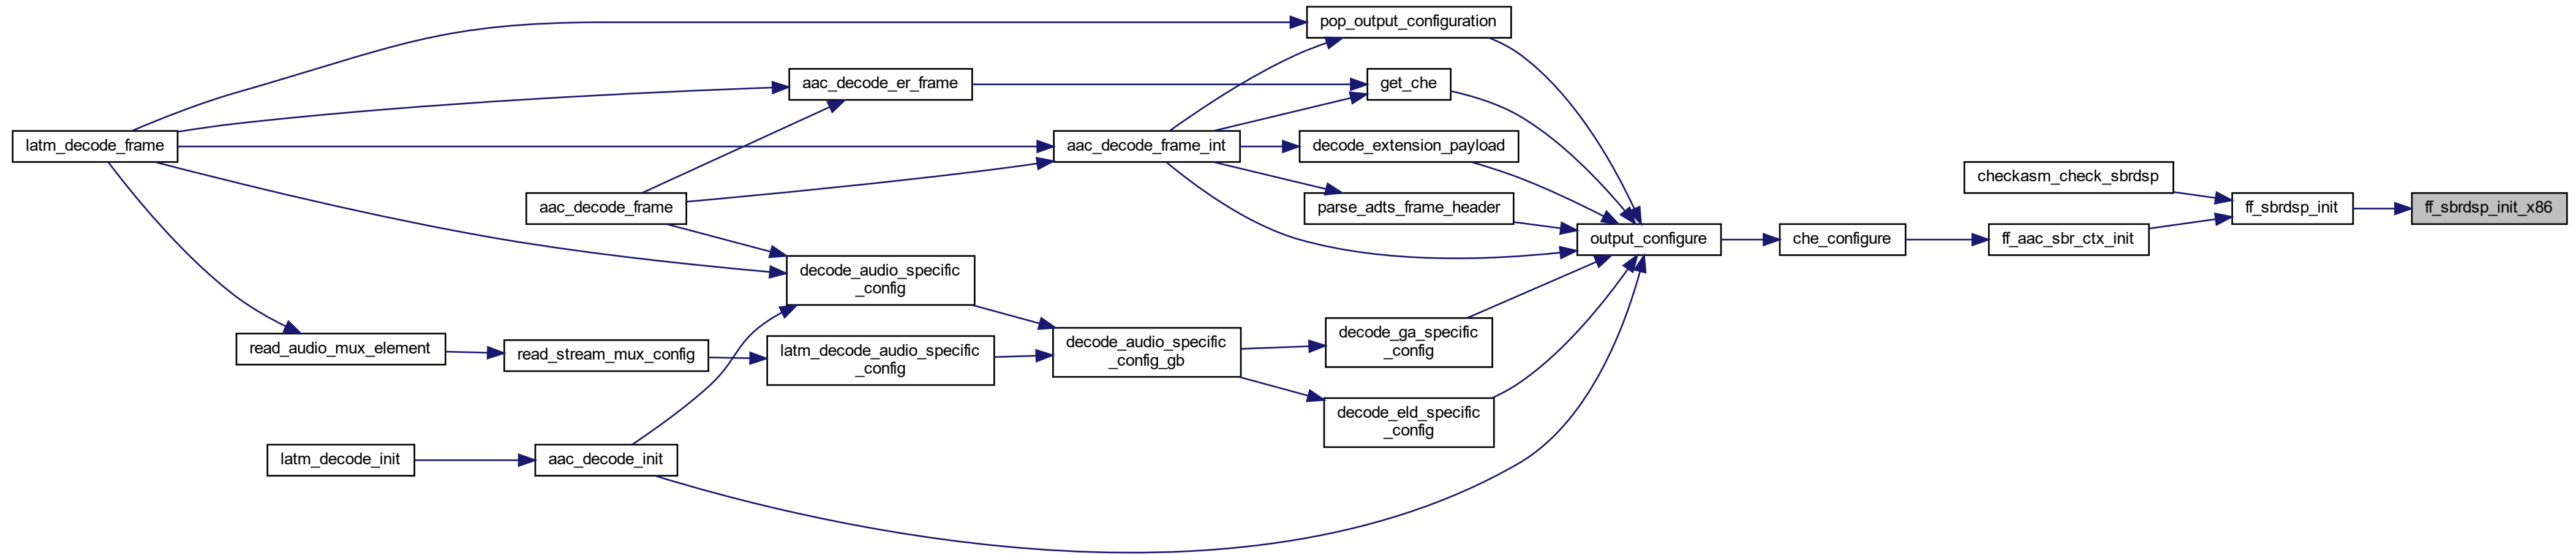 pop_output_configuration
aac_decode_er_frame
get_che
latm_decode_frame
aac_decode_frame_int
decode_extension_payload
checkasm_check_sbrdsp
aac_decode_frame
parse_adts_frame_header
ff_sbrdsp_init
ff_sbrdsp_init_x86
output_configure
che_configure
ff_aac_sbr_ctx_init
decode_audio_specific
_config
read_audio_mux_element
read_stream_mux_config
latm_decode_audio_specific
_config
decode_audio_specific
_config_gb
decode_ga_specific
_config
decode_eld_specific
_config
latm_decode_init
aac_decode_init